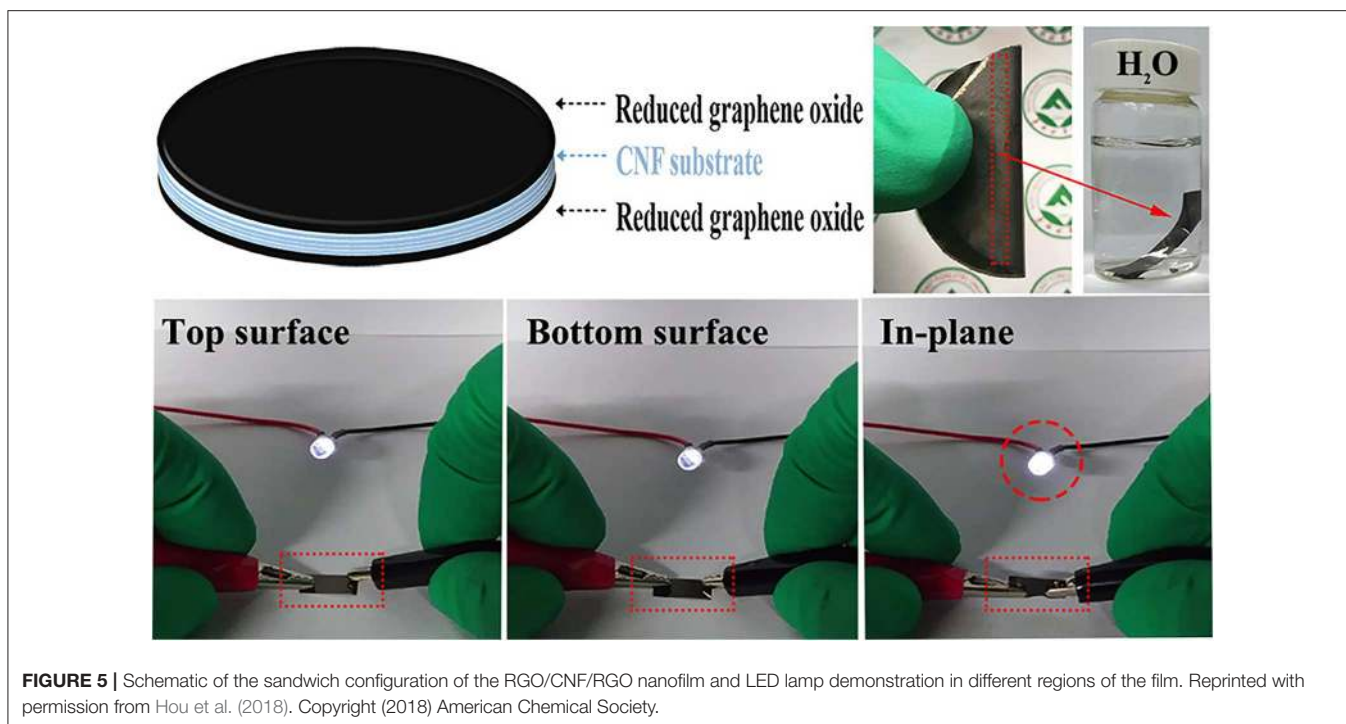 Reduced graphene oxide
CNF substrate
Reduced graphene oxide
H₂O
Top surface
Bottom surface
In-plane
FIGURE 5 | Schematic of the sandwich configuration of the RGO/CNF/RGO nanofilm and LED lamp demonstration in different regions of the film. Reprinted with
permission from Hou et al. (2018). Copyright (2018) American Chemical Society.